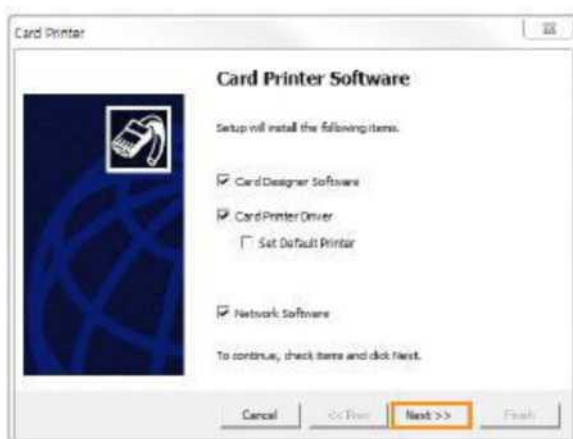 Card Printer
Card Printer Software
Setup will install the following items.
Card Designer Software
Card Printer Driver
Set Default Printer
Network Software
To continue, check items and click Next.
Cancel << Prev Next >> Finish